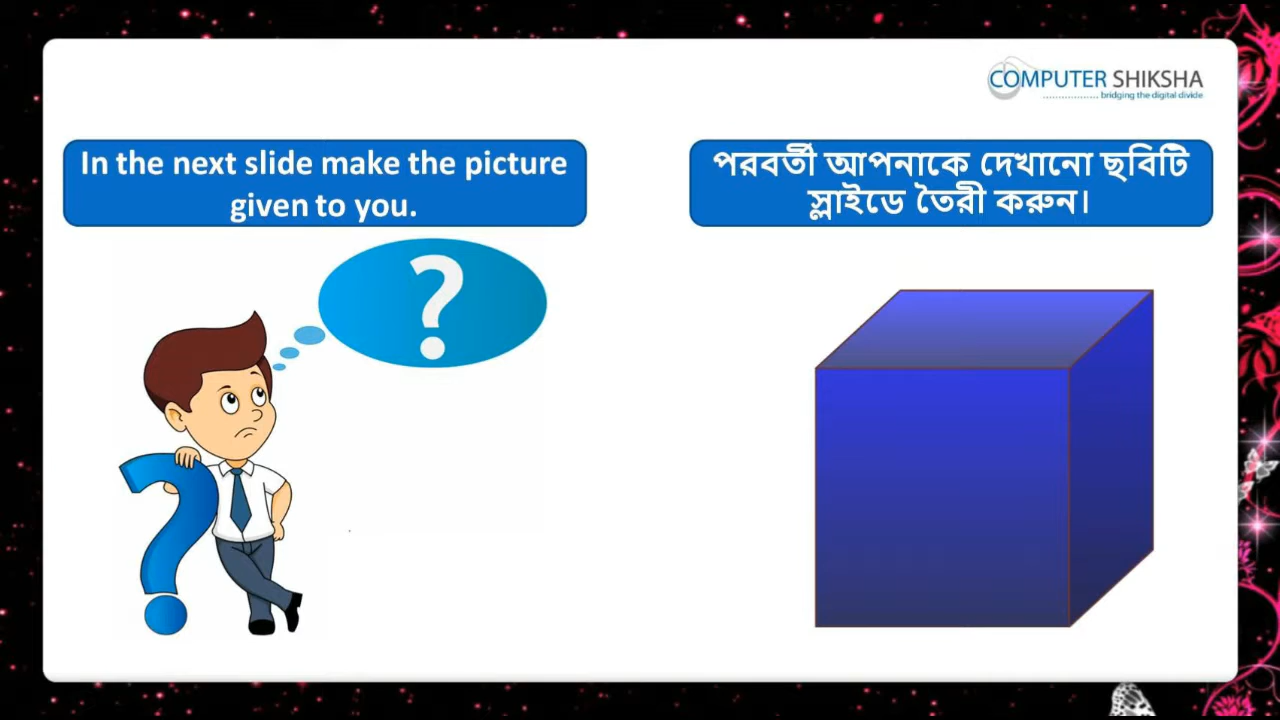 COMPUTER SHIKSHA
bridging the digital divide
In the next slide make the picture
given to you.
পরবর্তী আপনাকে দেখানো ছবিটি
স্লাইডে তৈরী করুন।
?